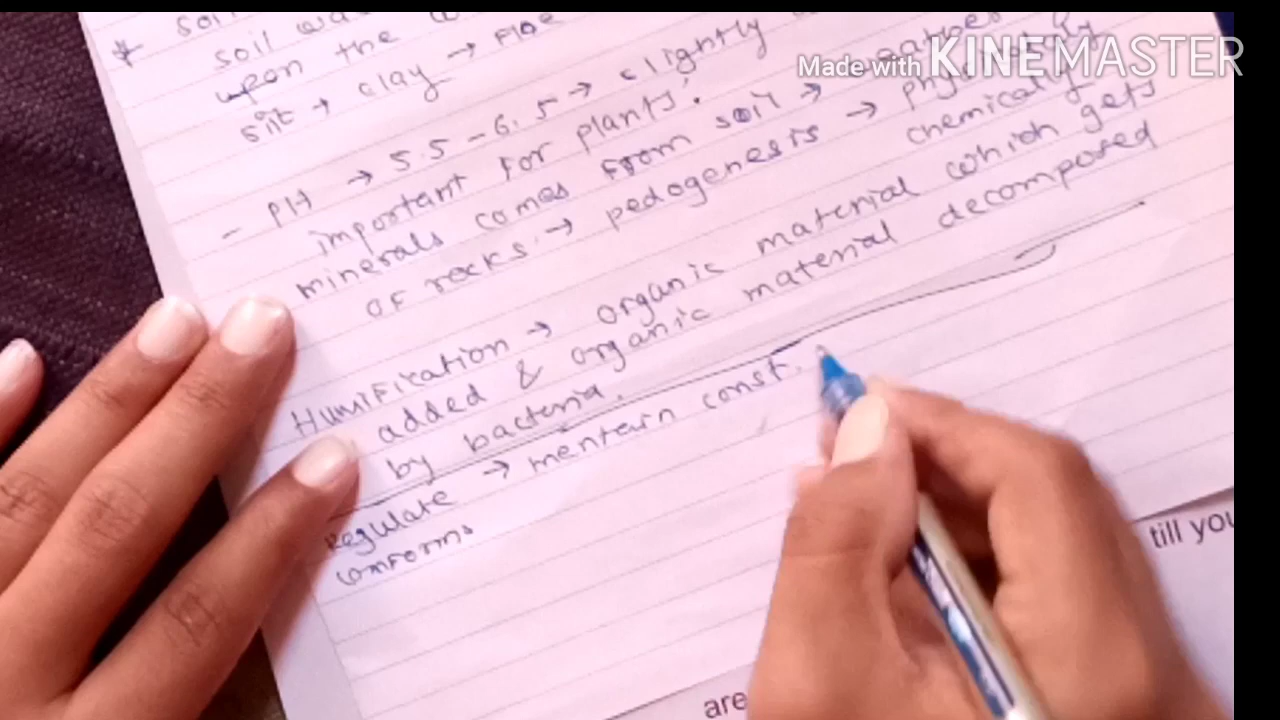 * soil
soil
upon the
silt + clay →
- PH → 5.5 - 6.5 → slightly
important for plants.
minerals comes from soil →
of rocks. → pedogenesis →
chemically
Humification → organic material which gets
added & organic material decomposed
by bacteria.
Regulate → mentain const.
conforms
till you
are
Made with KINEMASTER